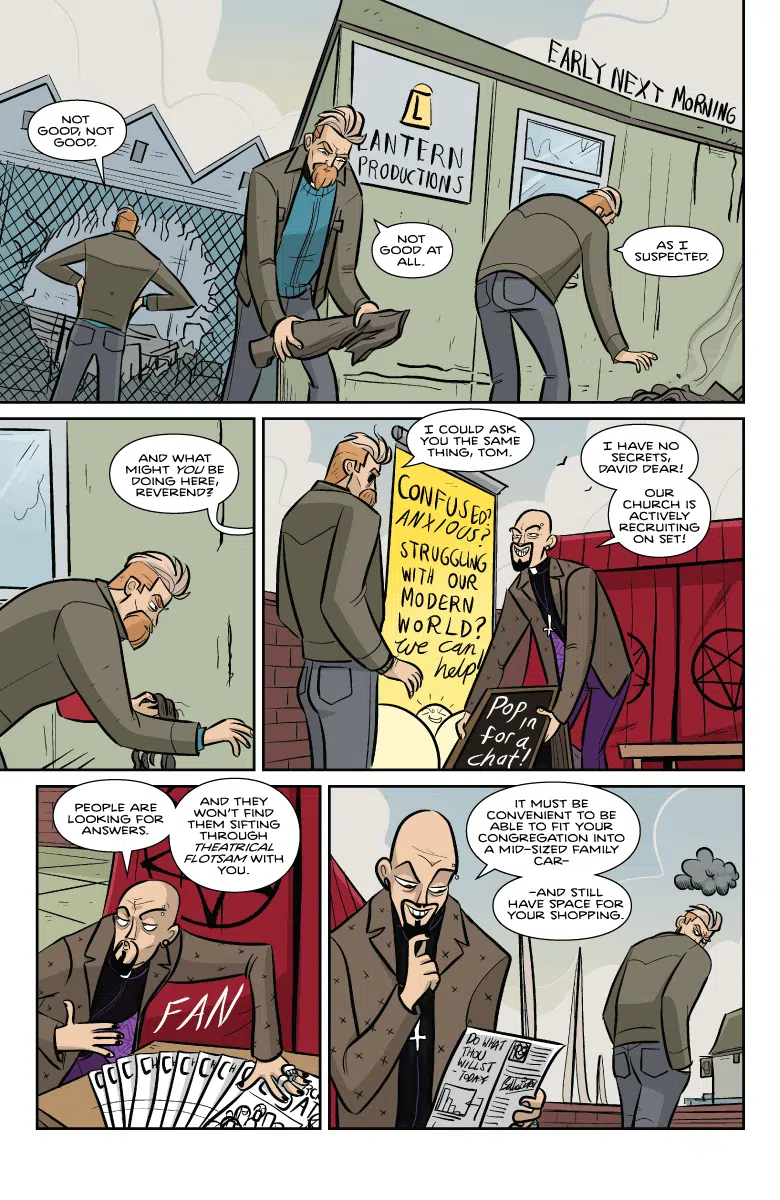 EARLY NEXT MORNING
NOT
GOOD, NOT
GOOD.
L
LANTERN
PRODUCTIONS
NOT
GOOD AT
ALL.
AS I
SUSPECTED.
AND WHAT
MIGHT YOU BE
DOING HERE,
REVEREND?
I COULD ASK
YOU THE SAME
THING, TOM.
I HAVE NO
SECRETS,
DAVID DEAR!
OUR
CHURCH IS
ACTIVELY
RECRUITING
ON SET!
CONFUSED?
ANXIOUS?
STRUGGLING
WITH OUR
MODERN
WORLD?
we can
help!
Pop
in
for a
chat!
PEOPLE ARE
LOOKING FOR
ANSWERS.
AND THEY
WON'T FIND
THEM SIFTING
THROUGH
THEATRICAL
FLOTSAM WITH
YOU.
FAN
IT MUST BE
CONVENIENT TO BE
ABLE TO FIT YOUR
CONGREGATION INTO
A MID-SIZED FAMILY
CAR-
-AND STILL
HAVE SPACE FOR
YOUR SHOPPING.
DO WHAT
THOU
WILLST
TODAY